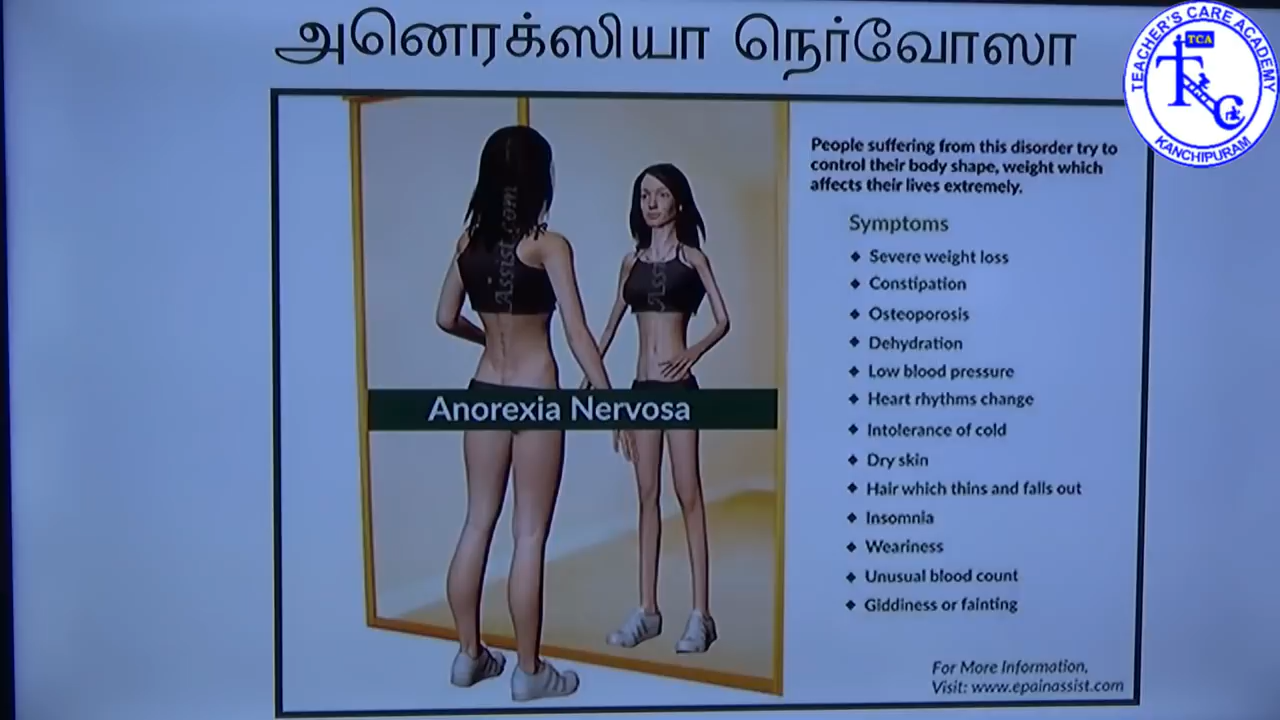 அனெரக்ஸியா நெர்வோஸா
TEACHER'S CARE ACADEMY
TCA
KANCHIPURAM
People suffering from this disorder try to
control their body shape, weight which
affects their lives extremely.
Symptoms
❖ Severe weight loss
❖ Constipation
❖ Osteoporosis
❖ Dehydration
❖ Low blood pressure
❖ Heart rhythms change
❖ Intolerance of cold
❖ Dry skin
❖ Hair which thins and falls out
❖ Insomnia
❖ Weariness
❖ Unusual blood count
❖ Giddiness or fainting
Assist.com
Assis
Anorexia Nervosa
For More Information,
Visit: www.epainassist.com